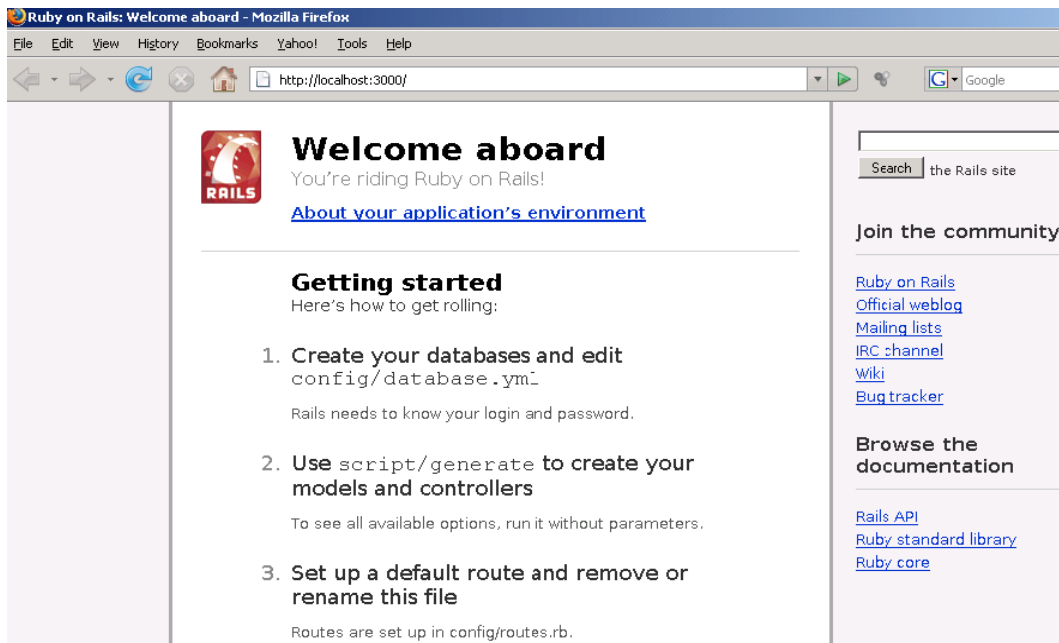 Ruby on Rails: Welcome aboard - Mozilla Firefox
File Edit View History Bookmarks Yahoo! Tools Help
http://localhost:3000/
G Google
RAILS
Welcome aboard
You're riding Ruby on Rails!
About your application's environment
Getting started
Here's how to get rolling:
1. Create your databases and edit
config/database.yml
Rails needs to know your login and password.
2. Use script/generate to create your
models and controllers
To see all available options, run it without parameters.
3. Set up a default route and remove or
rename this file
Routes are set up in config/routes.rb.
Search the Rails site
Join the community
Ruby on Rails
Official weblog
Mailing lists
IRC channel
Wiki
Bug tracker
Browse the
documentation
Rails API
Ruby standard library
Ruby core